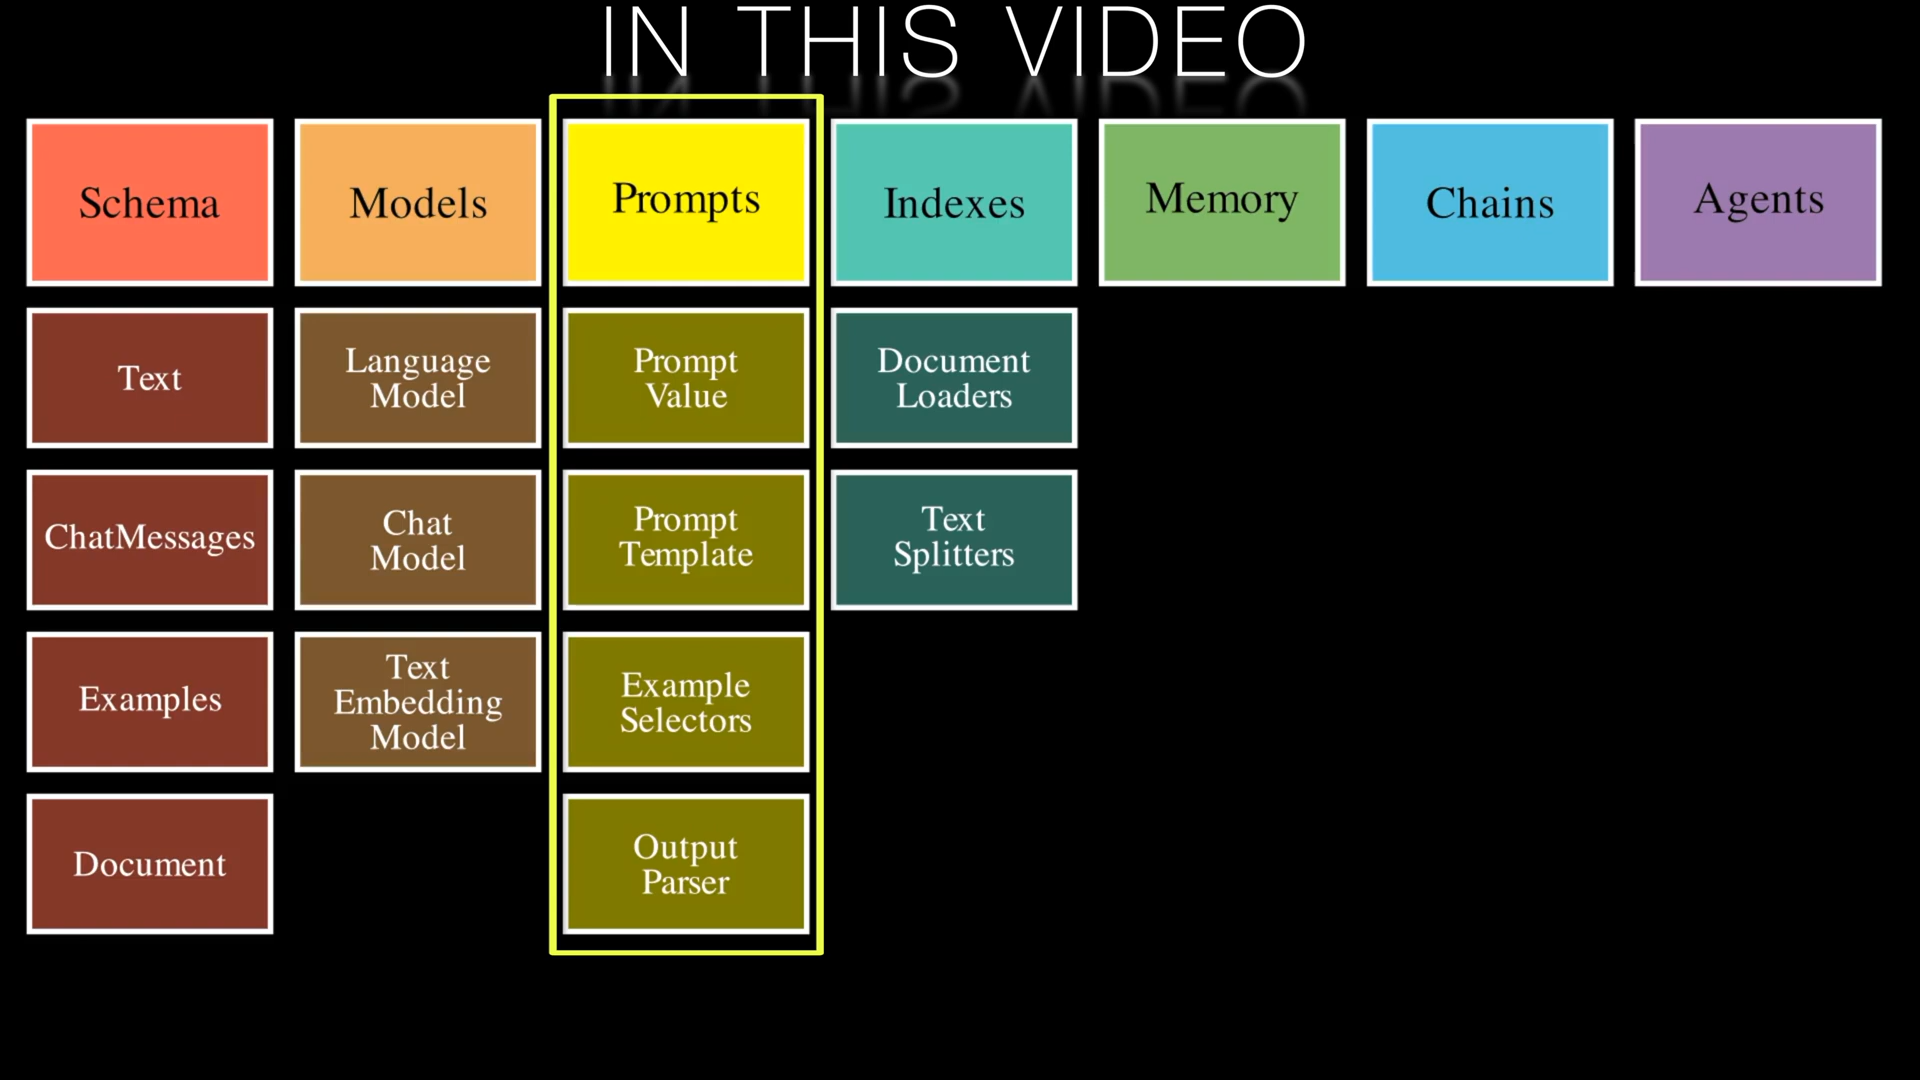 IN THIS VIDEO
Schema
Models
Prompts
Indexes
Memory
Chains
Agents
Text
Language
Model
Prompt
Value
Document
Loaders
ChatMessages
Chat
Model
Prompt
Template
Text
Splitters
Examples
Text
Embedding
Model
Example
Selectors
Document
Output
Parser